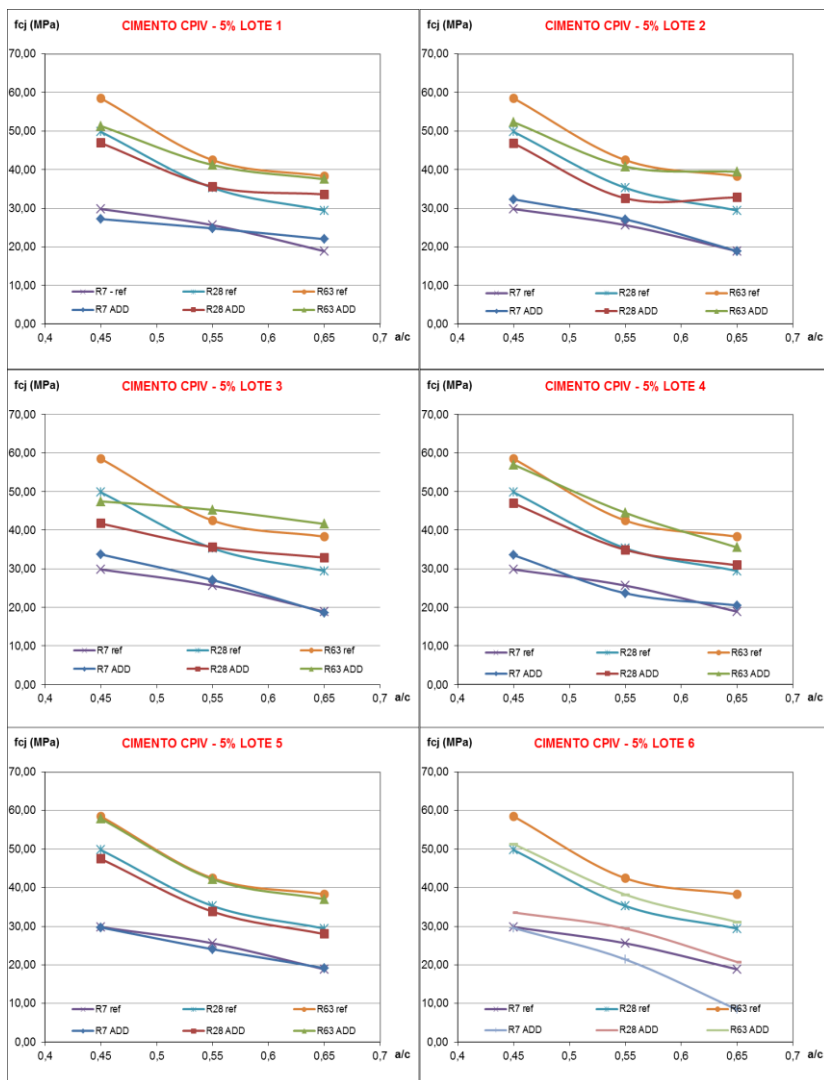 fcj (MPa)
CIMENTO CPIV - 5% LOTE 1
70,00
60,00
50,00
40,00
30,00
20,00
10,00
0,00
R7 - ref
R28 ref
R63 ref
R7 ADD
R28 ADD
R63 ADD
0,4
0,45
0,5
0,55
0,6
0,65
0,7
a/c
fcj (MPa)
CIMENTO CPIV - 5% LOTE 2
70,00
60,00
50,00
40,00
30,00
20,00
10,00
0,00
R7 ref
R28 ref
R63 ref
R7 ADD
R28 ADD
R63 ADD
0,4
0,45
0,5
0,55
0,6
0,65
0,7
a/c
fcj (MPa)
CIMENTO CPIV - 5% LOTE 3
70,00
60,00
50,00
40,00
30,00
20,00
10,00
0,00
R7 ref
R28 ref
R63 ref
R7 ADD
R28 ADD
R63 ADD
0,4
0,45
0,5
0,55
0,6
0,65
0,7
a/c
fcj (MPa)
CIMENTO CPIV - 5% LOTE 4
70,00
60,00
50,00
40,00
30,00
20,00
10,00
0,00
R7 ref
R28 ref
R63 ref
R7 ADD
R28 ADD
R63 ADD
0,4
0,45
0,5
0,55
0,6
0,65
0,7
a/c
fcj (MPa)
CIMENTO CPIV - 5% LOTE 5
70,00
60,00
50,00
40,00
30,00
20,00
10,00
0,00
R7 ref
R28 ref
R63 ref
R7 ADD
R28 ADD
R63 ADD
0,4
0,45
0,5
0,55
0,6
0,65
0,7
a/c
fcj (MPa)
CIMENTO CPIV - 5% LOTE 6
70,00
60,00
50,00
40,00
30,00
20,00
10,00
0,00
R7 ref
R28 ref
R63 ref
R7 ADD
R28 ADD
R63 ADD
0,4
0,45
0,5
0,55
0,6
0,65
0,7
a/c